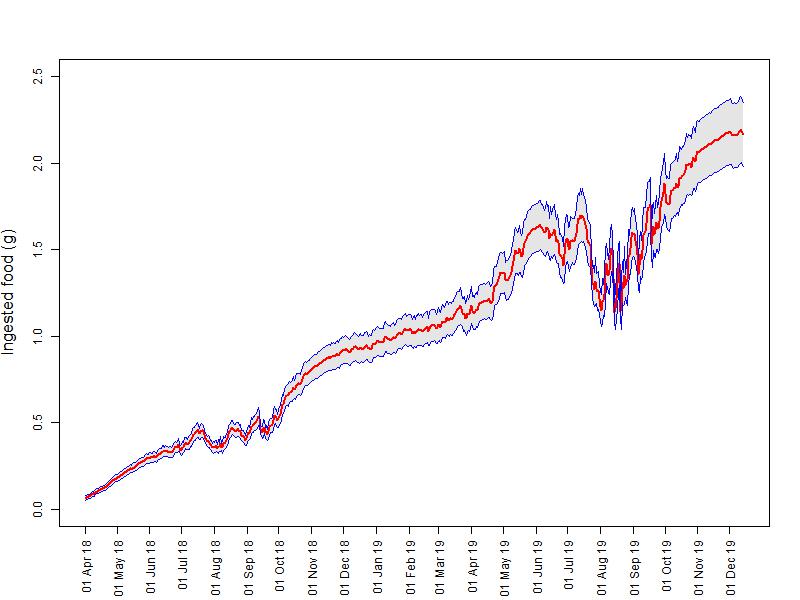 Ingested food (g)
2.5
2.0
1.5
1.0
0.5
0.0
01 Apr 18
01 May 18
01 Jun 18
01 Jul 18
01 Aug 18
01 Sep 18
01 Oct 18
01 Nov 18
01 Dec 18
01 Jan 19
01 Feb 19
01 Mar 19
01 Apr 19
01 May 19
01 Jun 19
01 Jul 19
01 Aug 19
01 Sep 19
01 Oct 19
01 Nov 19
01 Dec 19